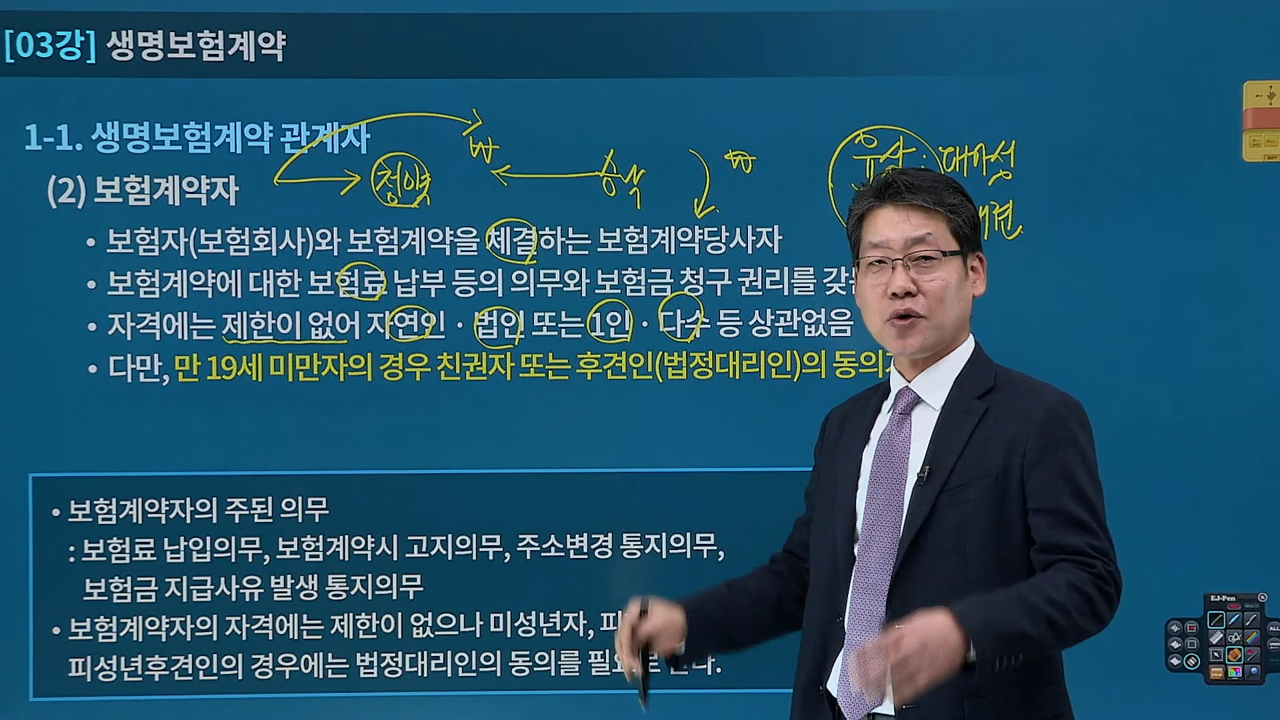 [03강] 생명보험계약
1-1. 생명보험계약 관계자
(2) 보험계약자
청약
승낙
유상 : 대가성
• 보험자(보험회사)와 보험계약을 체결하는 보험계약당사자
• 보험계약에 대한 보험료 납부 등의 의무와 보험금 청구 권리를 갖는
• 자격에는 제한이 없어 자연인 · 법인 또는 1인 · 다수 등 상관없음
• 다만, 만 19세 미만자의 경우 친권자 또는 후견인(법정대리인)의 동의
• 보험계약자의 주된 의무
: 보험료 납입의무, 보험계약시 고지의무, 주소변경 통지의무,
보험금 지급사유 발생 통지의무
• 보험계약자의 자격에는 제한이 없으나 미성년자,
피성년후견인의 경우에는 법정대리인의 동의를 필요로 한다.
EJ-Pen
ALL